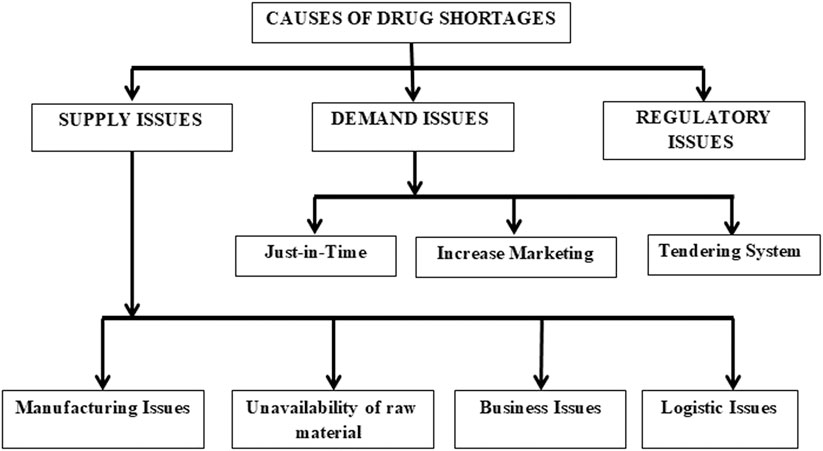 CAUSES OF DRUG SHORTAGES
SUPPLY ISSUES
DEMAND ISSUES
REGULATORY
ISSUES
Just-in-Time
Increase Marketing
Tendering System
Manufacturing Issues
Unavailability of raw
material
Business Issues
Logistic Issues